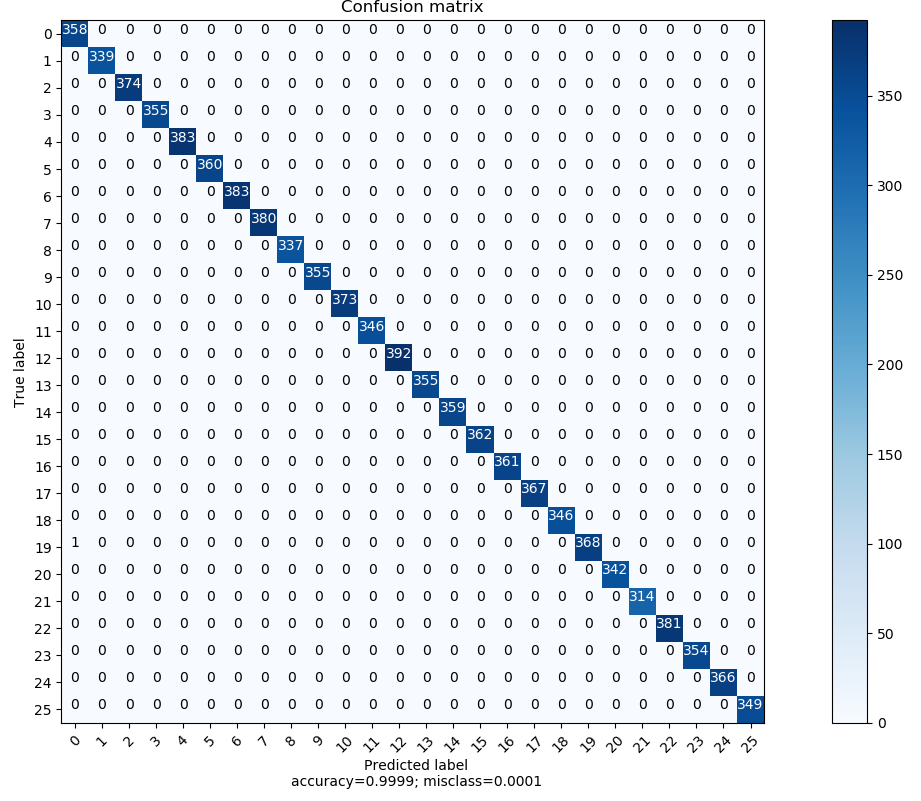 Confusion matrix
0 358 0 0 0 0 0 0 0 0 0 0 0 0 0 0 0 0 0 0 0 0 0 0 0 0 0
1 0 339 0 0 0 0 0 0 0 0 0 0 0 0 0 0 0 0 0 0 0 0 0 0 0 0
2 0 0 374 0 0 0 0 0 0 0 0 0 0 0 0 0 0 0 0 0 0 0 0 0 0 0
3 0 0 0 355 0 0 0 0 0 0 0 0 0 0 0 0 0 0 0 0 0 0 0 0 0 0
4 0 0 0 0 383 0 0 0 0 0 0 0 0 0 0 0 0 0 0 0 0 0 0 0 0 0
5 0 0 0 0 0 360 0 0 0 0 0 0 0 0 0 0 0 0 0 0 0 0 0 0 0 0
6 0 0 0 0 0 0 383 0 0 0 0 0 0 0 0 0 0 0 0 0 0 0 0 0 0 0
7 0 0 0 0 0 0 0 380 0 0 0 0 0 0 0 0 0 0 0 0 0 0 0 0 0 0
8 0 0 0 0 0 0 0 0 337 0 0 0 0 0 0 0 0 0 0 0 0 0 0 0 0 0
9 0 0 0 0 0 0 0 0 0 355 0 0 0 0 0 0 0 0 0 0 0 0 0 0 0 0
10 0 0 0 0 0 0 0 0 0 0 373 0 0 0 0 0 0 0 0 0 0 0 0 0 0 0
11 0 0 0 0 0 0 0 0 0 0 0 346 0 0 0 0 0 0 0 0 0 0 0 0 0 0
12 0 0 0 0 0 0 0 0 0 0 0 0 392 0 0 0 0 0 0 0 0 0 0 0 0 0
13 0 0 0 0 0 0 0 0 0 0 0 0 0 355 0 0 0 0 0 0 0 0 0 0 0 0
14 0 0 0 0 0 0 0 0 0 0 0 0 0 0 359 0 0 0 0 0 0 0 0 0 0 0
15 0 0 0 0 0 0 0 0 0 0 0 0 0 0 0 362 0 0 0 0 0 0 0 0 0 0
16 0 0 0 0 0 0 0 0 0 0 0 0 0 0 0 0 361 0 0 0 0 0 0 0 0 0
17 0 0 0 0 0 0 0 0 0 0 0 0 0 0 0 0 0 367 0 0 0 0 0 0 0 0
18 0 0 0 0 0 0 0 0 0 0 0 0 0 0 0 0 0 0 346 0 0 0 0 0 0 0
19 1 0 0 0 0 0 0 0 0 0 0 0 0 0 0 0 0 0 0 368 0 0 0 0 0 0
20 0 0 0 0 0 0 0 0 0 0 0 0 0 0 0 0 0 0 0 0 342 0 0 0 0 0
21 0 0 0 0 0 0 0 0 0 0 0 0 0 0 0 0 0 0 0 0 0 314 0 0 0 0
22 0 0 0 0 0 0 0 0 0 0 0 0 0 0 0 0 0 0 0 0 0 0 381 0 0 0
23 0 0 0 0 0 0 0 0 0 0 0 0 0 0 0 0 0 0 0 0 0 0 0 354 0 0
24 0 0 0 0 0 0 0 0 0 0 0 0 0 0 0 0 0 0 0 0 0 0 0 0 366 0
25 0 0 0 0 0 0 0 0 0 0 0 0 0 0 0 0 0 0 0 0 0 0 0 0 0 349
0 1 2 3 4 5 6 7 8 9 10 11 12 13 14 15 16 17 18 19 20 21 22 23 24 25
True label
Predicted label
accuracy=0.9999; misclass=0.0001
350
300
250
200
150
100
50
0